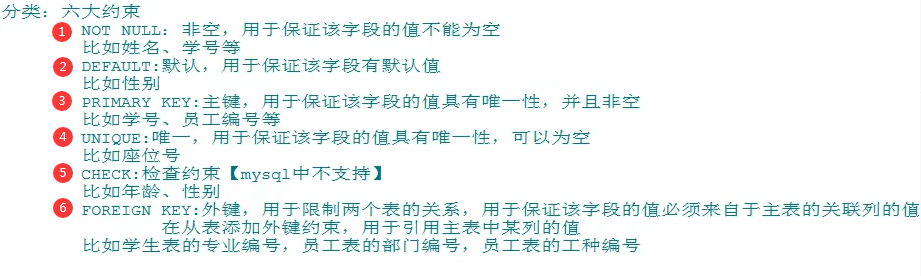 分类：六大约束
1 NOT NULL：非空，用于保证该字段的值不能为空
比如姓名、学号等
2 DEFAULT:默认，用于保证该字段有默认值
比如性别
3 PRIMARY KEY:主键，用于保证该字段的值具有唯一性，并且非空
比如学号、员工编号等
4 UNIQUE:唯一，用于保证该字段的值具有唯一性，可以为空
比如座位号
5 CHECK:检查约束【mysql中不支持】
比如年龄、性别
6 FOREIGN KEY:外键，用于限制两个表的关系，用于保证该字段的值必须来自于主表的关联列的值
在从表添加外键约束，用于引用主表中某列的值
比如学生表的专业编号，员工表的部门编号，员工表的工种编号